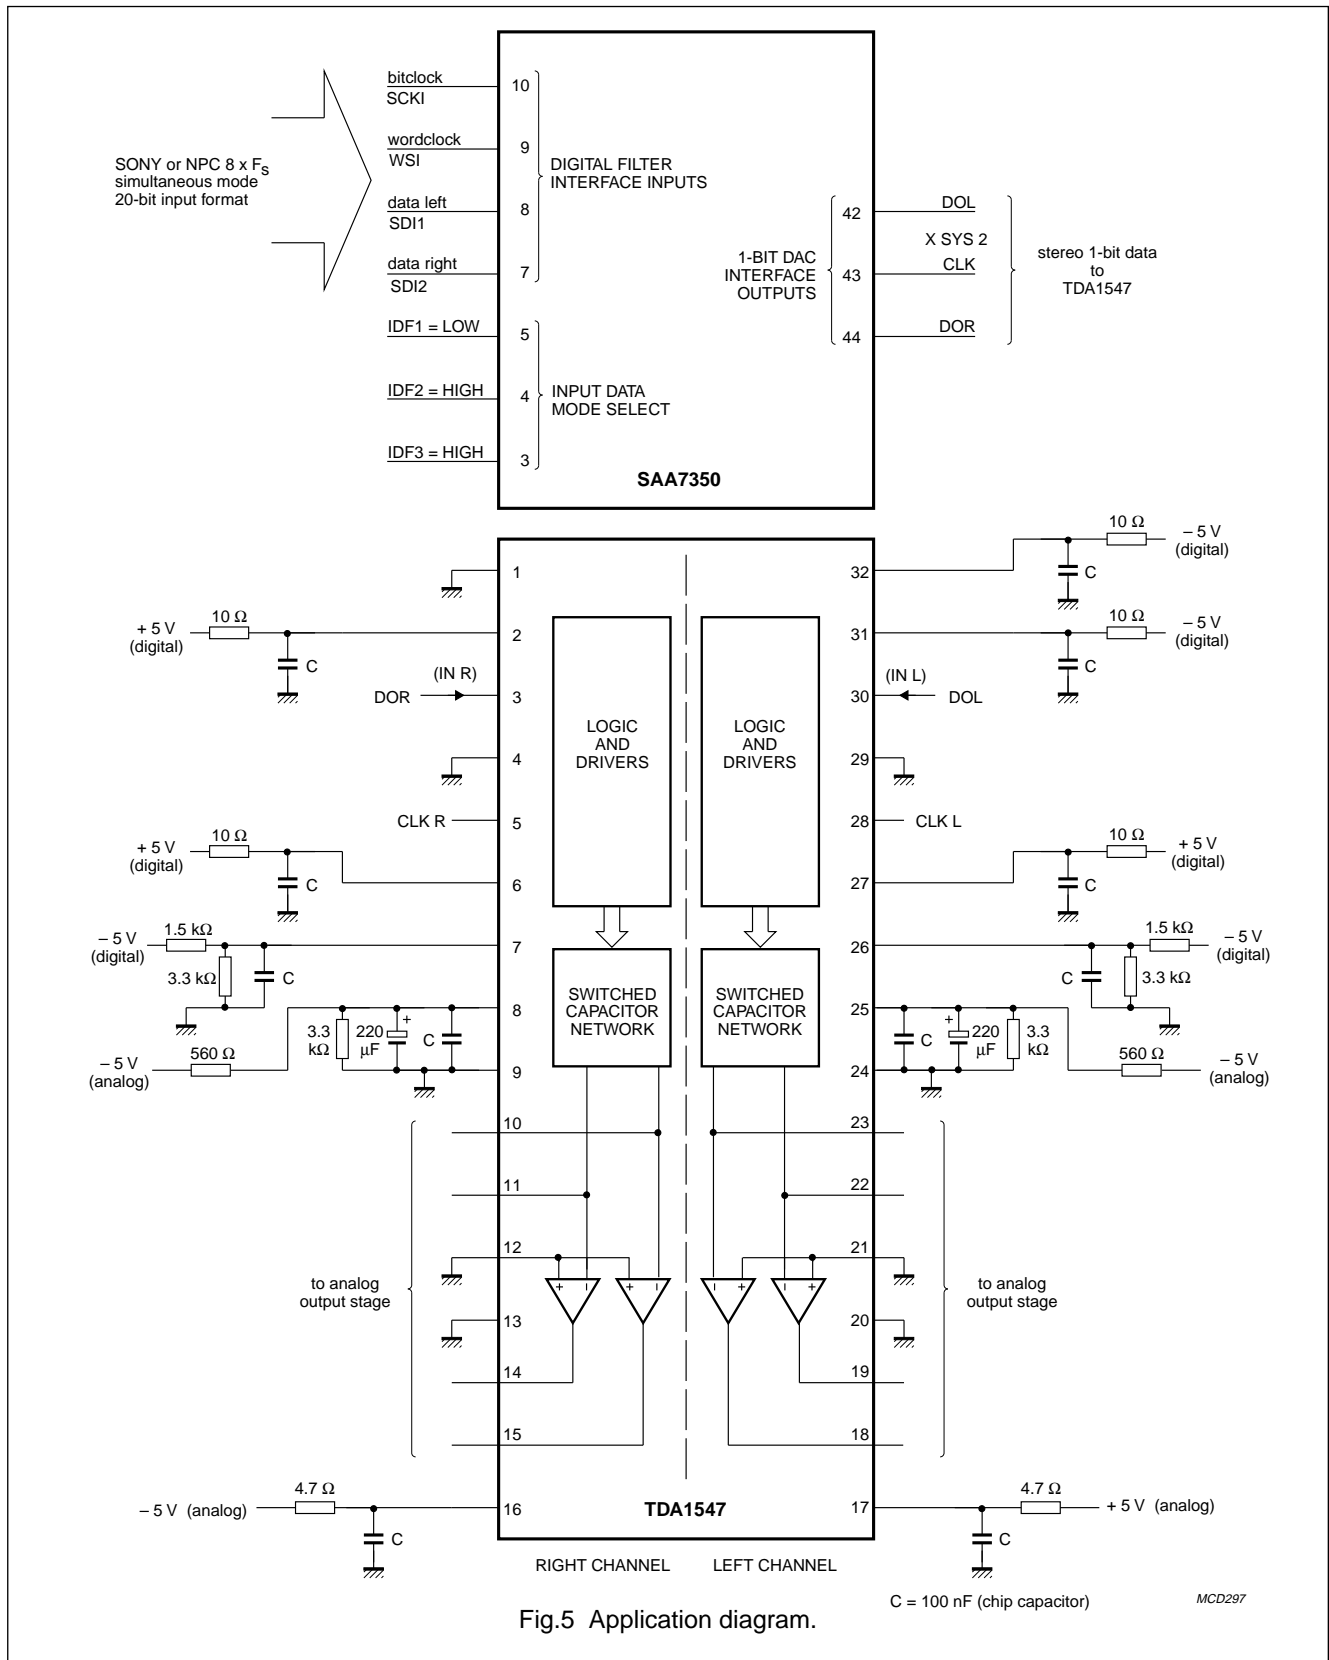 bitclock
SCKI
10
wordclock
WSI
9
SONY or NPC 8 x Fs
simultaneous mode
20-bit input format
DIGITAL FILTER
INTERFACE INPUTS
data left
SDI1
8
data right
SDI2
7
IDF1 = LOW
5
IDF2 = HIGH
4
INPUT DATA
MODE SELECT
IDF3 = HIGH
3
SAA7350
1-BIT DAC
INTERFACE
OUTPUTS
42
DOL
X SYS 2
43
CLK
44
DOR
stereo 1-bit data
to
TDA1547
1
+ 5 V
(digital)
10 Ω
C
2
DOR
(IN R)
3
4
CLK R
5
+ 5 V
(digital)
10 Ω
C
6
– 5 V
(digital)
1.5 kΩ
3.3 kΩ
C
7
8
3.3
kΩ
220
µF
+
C
– 5 V
(analog)
560 Ω
9
10
11
12
to analog
output stage
13
14
15
– 5 V (analog)
4.7 Ω
C
16
LOGIC
AND
DRIVERS
LOGIC
AND
DRIVERS
SWITCHED
CAPACITOR
NETWORK
SWITCHED
CAPACITOR
NETWORK
+
–
+
–
–
+
–
+
TDA1547
32
10 Ω
– 5 V
(digital)
C
31
10 Ω
– 5 V
(digital)
C
30
(IN L)
DOL
29
28
CLK L
27
10 Ω
+ 5 V
(digital)
C
26
1.5 kΩ
– 5 V
(digital)
C
3.3 kΩ
25
C
+
220
µF
3.3
kΩ
24
560 Ω
– 5 V
(analog)
23
22
21
to analog
output stage
20
19
18
17
4.7 Ω
+ 5 V (analog)
C
RIGHT CHANNEL
LEFT CHANNEL
C = 100 nF (chip capacitor)
MCD297
Fig.5 Application diagram.